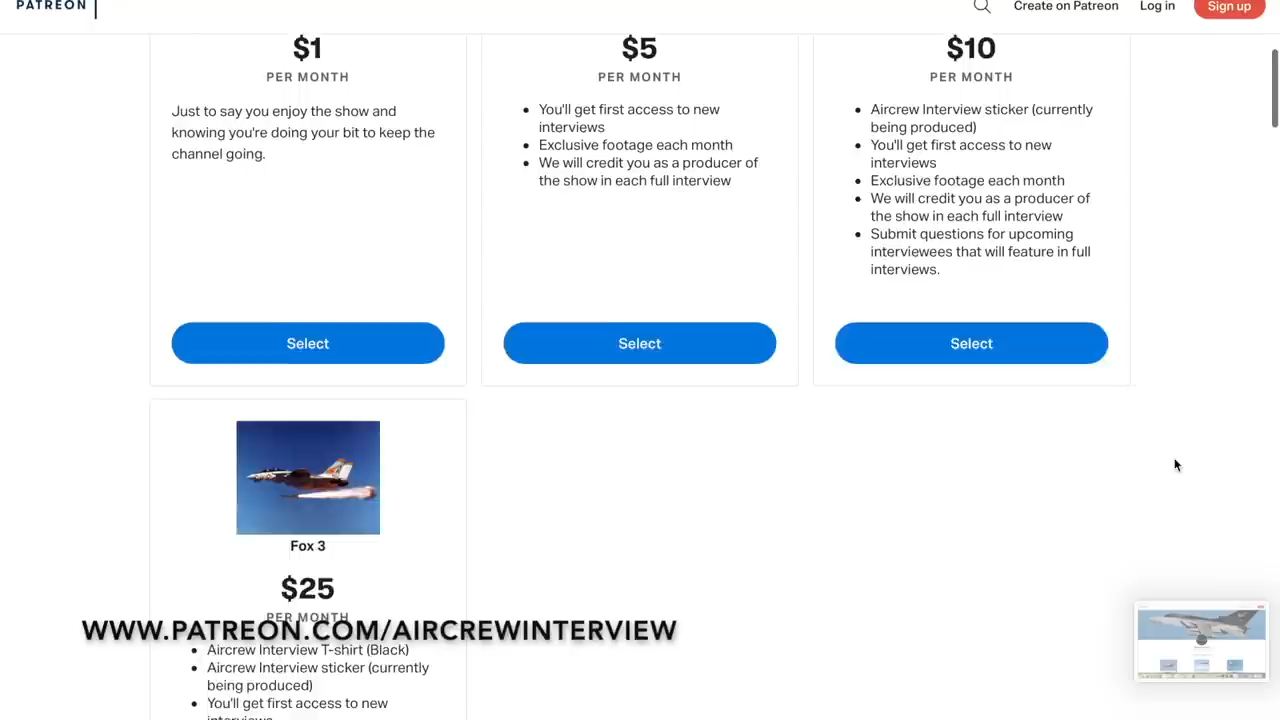 PATREON
Create on Patreon
Log in
Sign up
$1
PER MONTH
Just to say you enjoy the show and
knowing you're doing your bit to keep the
channel going.
Select
$5
PER MONTH
You'll get first access to new
interviews
Exclusive footage each month
We will credit you as a producer of
the show in each full interview
Select
$10
PER MONTH
Aircrew Interview sticker (currently
being produced)
You'll get first access to new
interviews
Exclusive footage each month
We will credit you as a producer of
the show in each full interview
Submit questions for upcoming
interviewees that will feature in full
interviews.
Select
Fox 3
$25
PER MONTH
WWW.PATREON.COM/AIRCREWINTERVIEW
Aircrew Interview T-shirt (Black)
Aircrew Interview sticker (currently
being produced)
You'll get first access to new
interviews